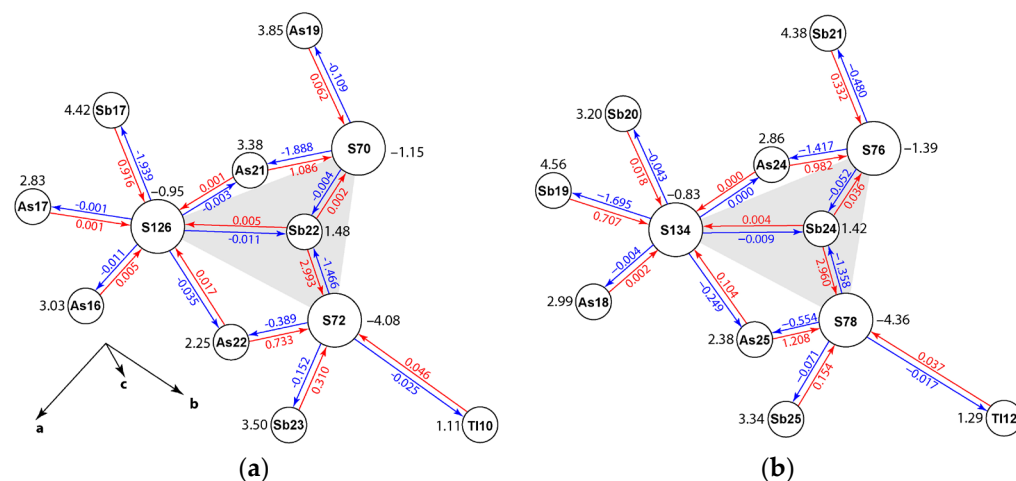 3.85 As19
-0.109
0.062
4.42 Sb17
-1.939
0.916
3.38
As21
-1.888
1.086
S70
-1.15
2.83
As17
-0.001
0.001
-0.95
S126
0.001
-0.003
-0.004
0.002
0.005
-0.011
Sb22 1.48
-0.011
0.005
3.03 As16
0.017
-0.035
2.993
-1.466
S72
-4.08
2.25
As22
-0.389
0.733
-0.152
0.310
3.50
Sb23
0.046
-0.025
1.11 Tl10
a
c
b
(a)
4.38 Sb21
-0.480
0.332
3.20 Sb20
-0.043
0.018
2.86
As24
-1.417
0.982
S76
-1.39
4.56
Sb19
-1.695
0.707
-0.83
S134
0.000
0.000
-0.052
0.036
0.004
-0.009
Sb24 1.42
-0.004
0.002
2.99 As18
0.104
-0.249
2.960
-1.358
S78
-4.36
2.38
As25
-0.554
1.208
-0.071
0.154
3.34 Sb25
0.037
-0.017
1.29 Tl12
(b)